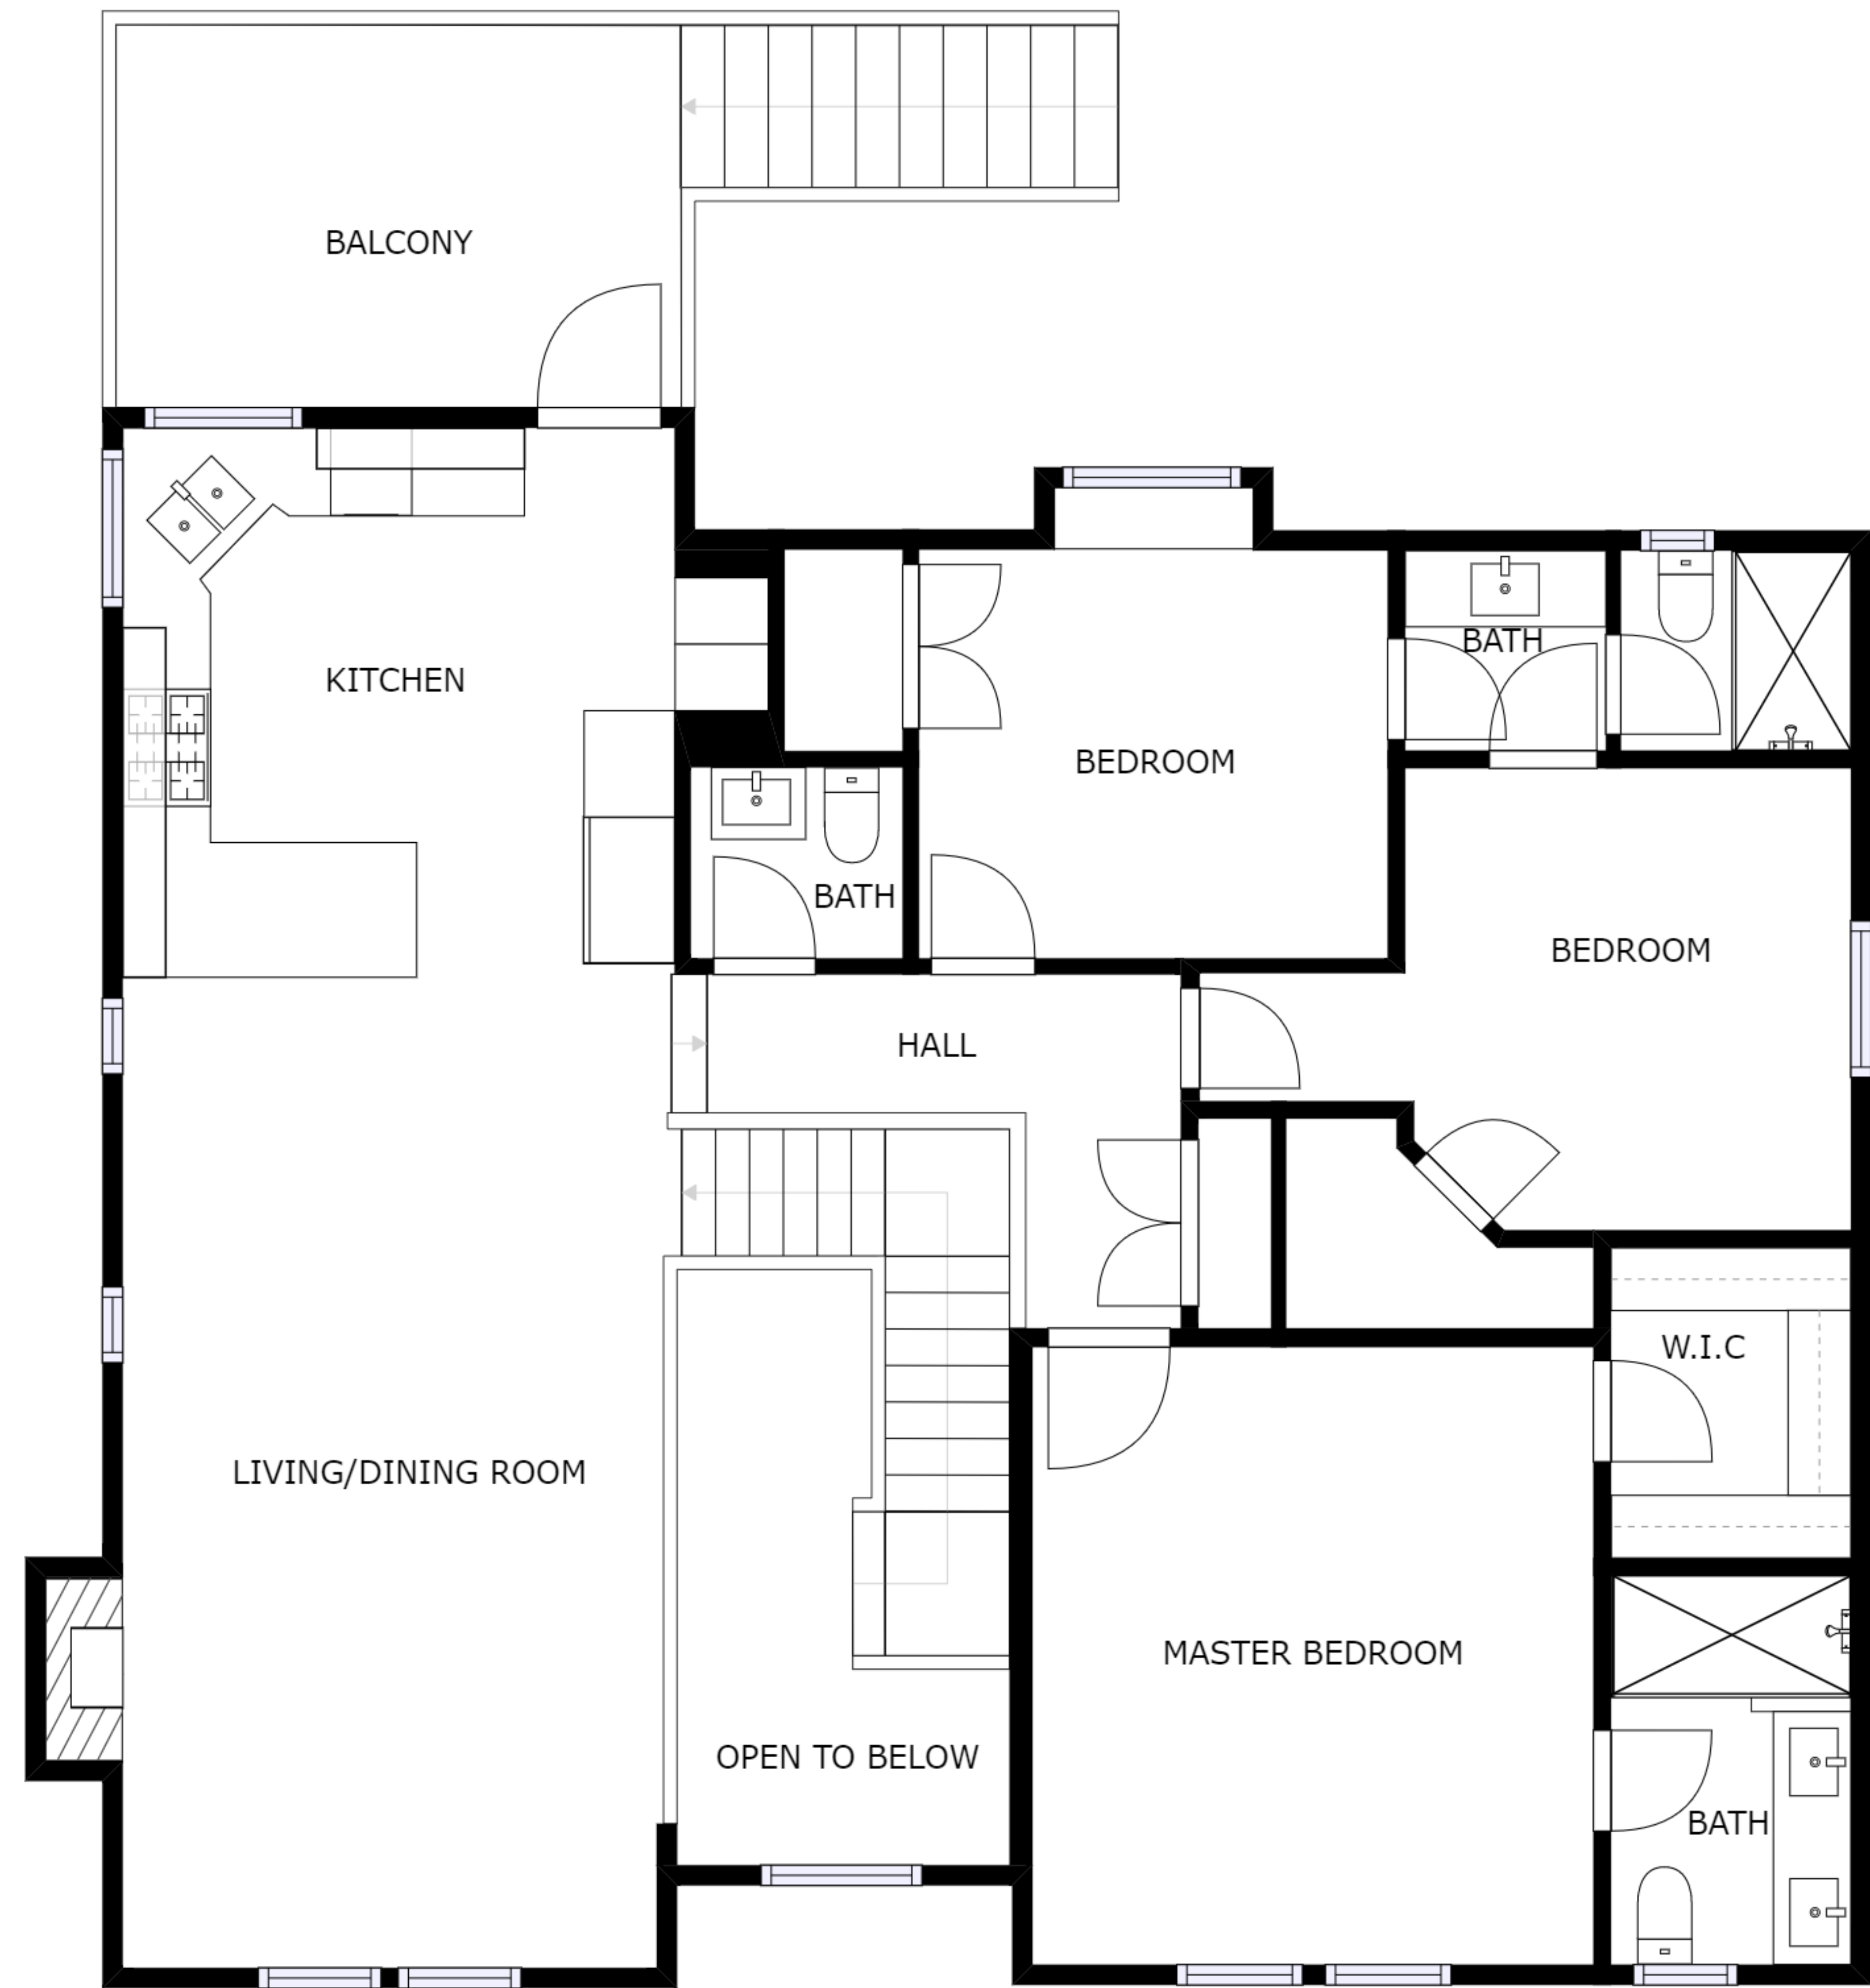 BALCONY
KITCHEN
BATH
BEDROOM
BATH
BEDROOM
HALL
W.I.C
LIVING/DINING ROOM
MASTER BEDROOM
OPEN TO BELOW
BATH